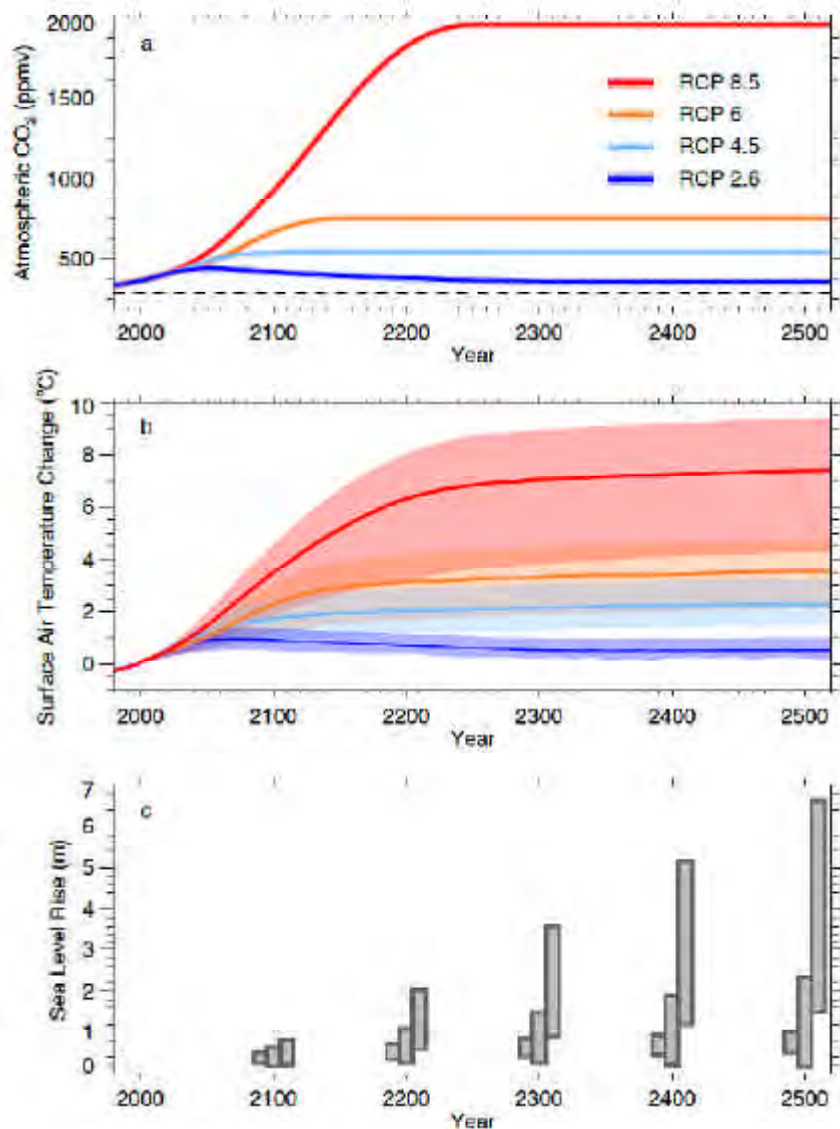 a
Atmospheric CO2 (ppmv)
2000
1500
1000
500
RCP 8.5
RCP 6
RCP 4.5
RCP 2.6
2000 2100 2200 2300 2400 2500
Year
b
Surface Air Temperature Change (°C)
10
8
6
4
2
0
2000 2100 2200 2300 2400 2500
Year
c
Sea Level Rise (m)
7
6
5
4
3
2
1
0
2000 2100 2200 2300 2400 2500
Year